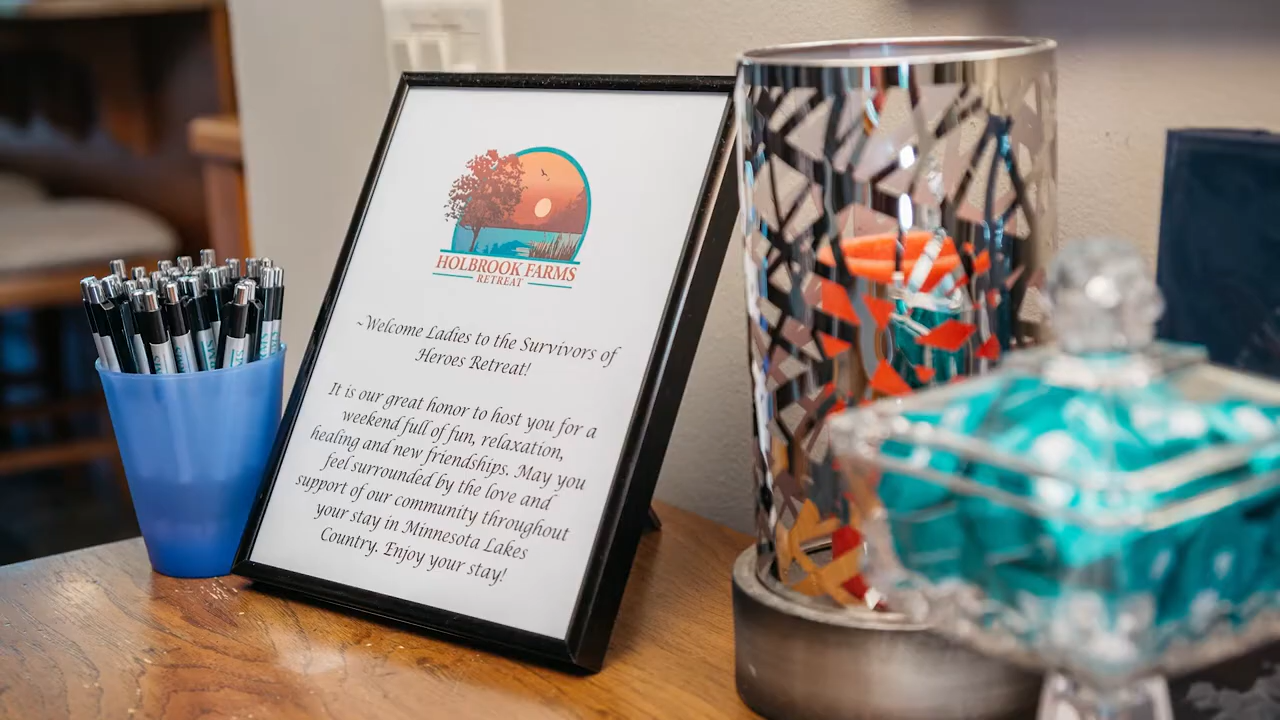 HOLBROOK FARMS
RETREAT
~Welcome Ladies to the Survivors of
Heroes Retreat!
It is our great honor to host you for a
weekend full of fun, relaxation,
healing and new friendships. May you
feel surrounded by the love and
support of our community throughout
your stay in Minnesota Lakes
Country. Enjoy your stay!